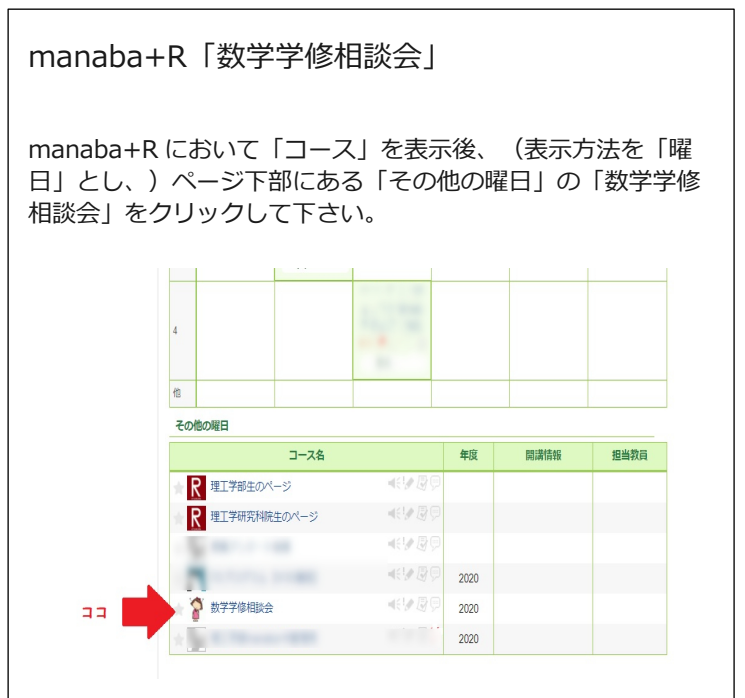 manaba+R「数学学修相談会」
manaba+R において「コース」を表示後、（表示方法を「曜
日」とし、）ページ下部にある「その他の曜日」の「数学学修
相談会」をクリックして下さい。
4
他
その他の曜日
コース名 年度 開講情報 担当教員
R 理工学部生のページ
R 理工学研究科院生のページ
2020
ココ 数学学修相談会 2020
2020